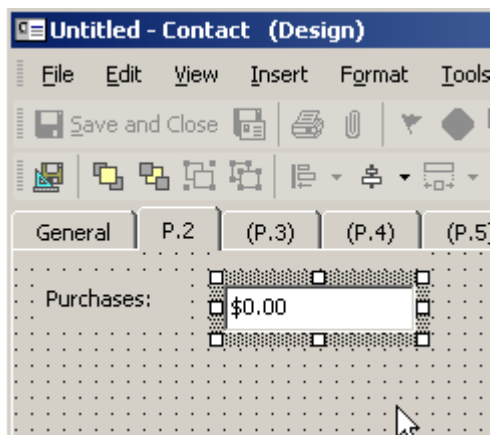 Untitled - Contact (Design)
File Edit View Insert Format Tools
Save and Close
General P.2 (P.3) (P.4) (P.5)
Purchases: $0.00